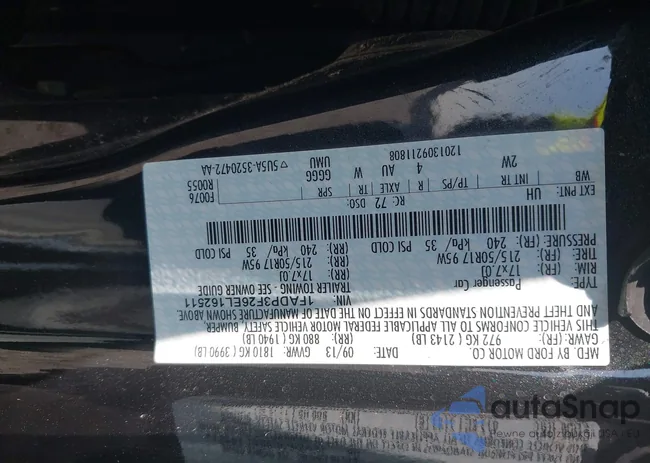 MFD. BY FORD MOTOR CO.
DATE: 09/13 GVWR: 1810 KG ( 3990 LB)
GAWR: (FR) 972 KG ( 2143 LB) (RR) 880 KG ( 1940 LB)
THIS VEHICLE CONFORMS TO ALL APPLICABLE FEDERAL MOTOR VEHICLE SAFETY, BUMPER,
AND THEFT PREVENTION STANDARDS IN EFFECT ON THE DATE OF MANUFACTURE SHOWN ABOVE.
VIN: 1FADP3F26EL162511
Passenger Car TRAILER TOWING - SEE OWNER GUIDE
RIM: (FR) 17x7.0J (RR) 17x7.0J
TIRE: (FR) 215/50R17 95W (RR) 215/50R17 95W
PRESSURE: (FR) 240 kPa/ 35 PSI COLD (RR) 240 kPa/ 35 PSI COLD
EXT PNT: UH RC: 72 DSO: F0076
WB INT TR TP/PS R AXLE TR SPR R0055
2W 4 AU W GGGG
UMU ▽5U5A-3520472-AA
1201309211808
autoSnap
Pewne auto z